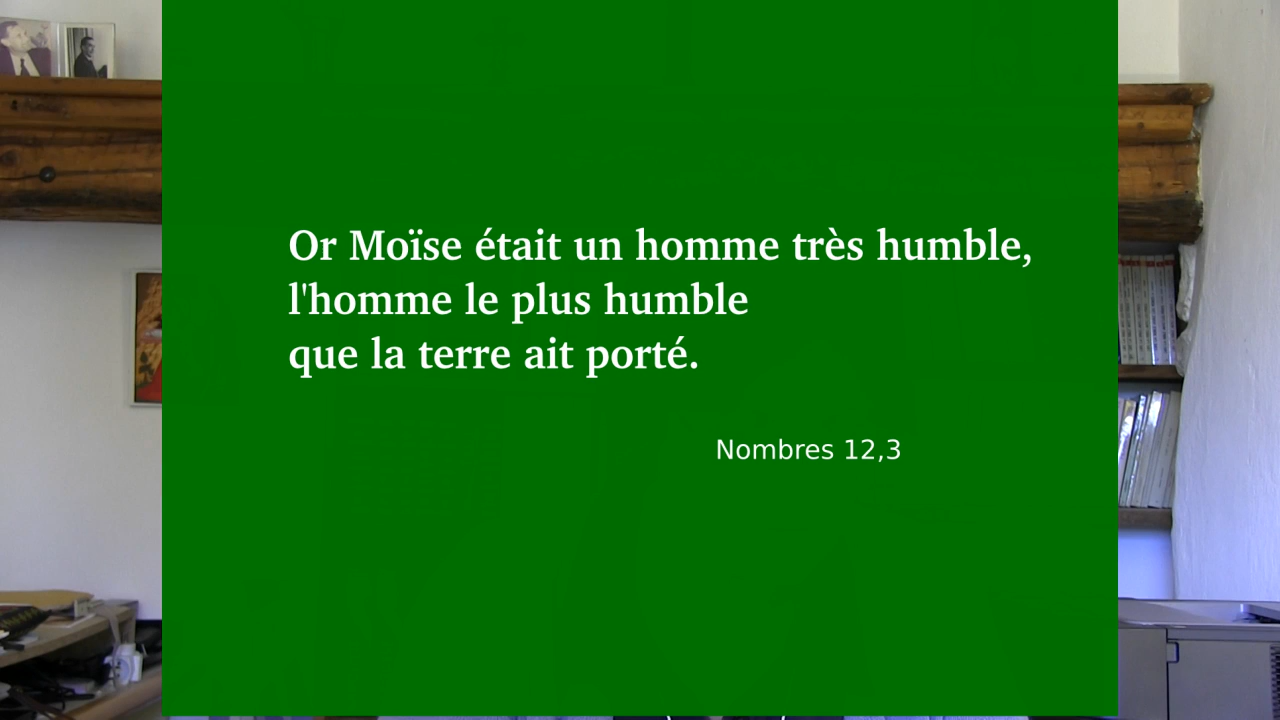 Or Moïse était un homme très humble,
l'homme le plus humble
que la terre ait porté.
Nombres 12,3